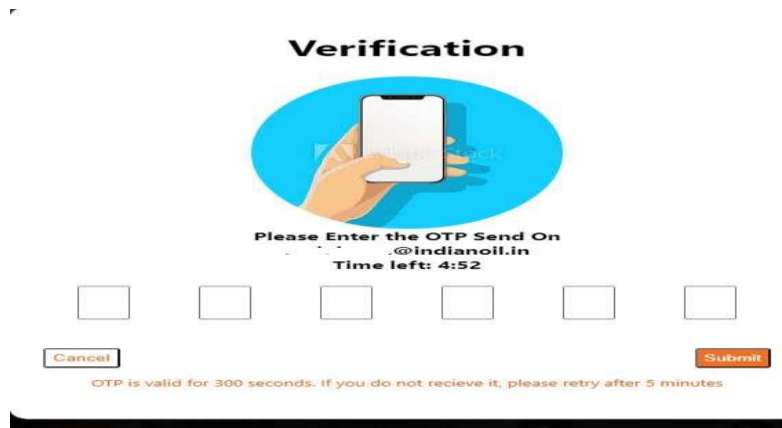 Verification
Stock
Please Enter the OTP Send On
@indianoil.in
Time left: 4:52
Cancel
Submit
OTP is valid for 300 seconds. If you do not recieve it, please retry after 5 minutes